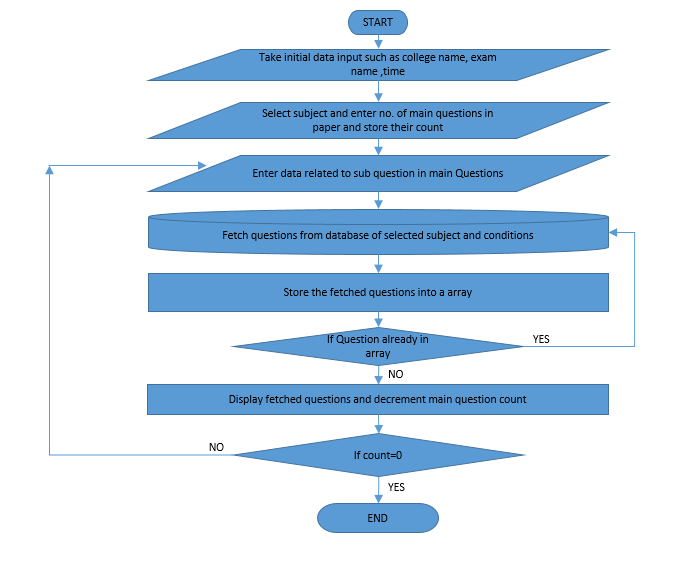 START
Take initial data input such as college name, exam
name ,time
Select subject and enter no. of main questions in
paper and store their count
Enter data related to sub question in main Questions
Fetch questions from database of selected subject and conditions
Store the fetched questions into a array
If Question already in
array
YES
NO
Display fetched questions and decrement main question count
NO
If count=0
YES
END